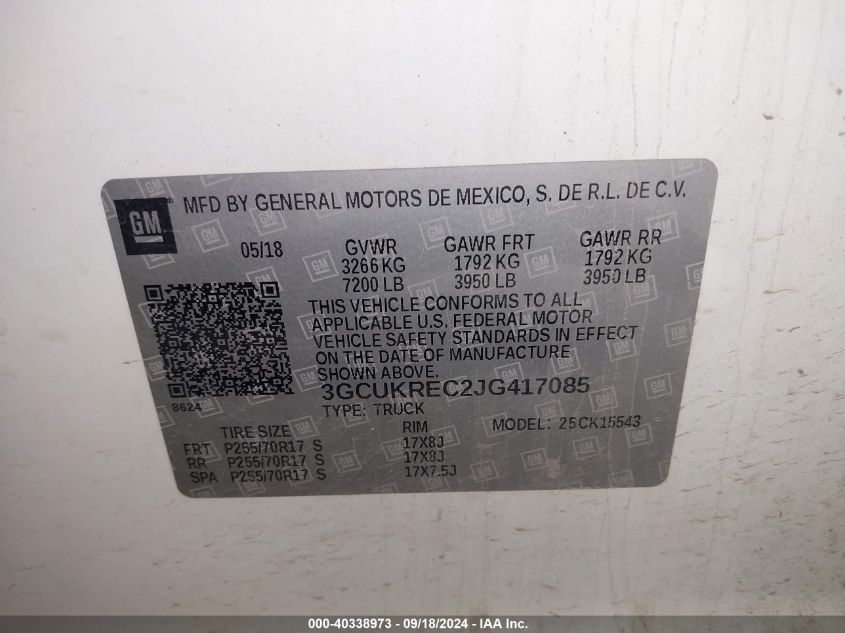 GM
MFD BY GENERAL MOTORS DE MEXICO, S. DE R.L. DE C.V.
05/18 GVWR GAWR FRT GAWR RR
3266 KG 1792 KG 1792 KG
7200 LB 3950 LB 3950 LB
THIS VEHICLE CONFORMS TO ALL
APPLICABLE U.S. FEDERAL MOTOR
VEHICLE SAFETY STANDARDS IN EFFECT
ON THE DATE OF MANUFACTURE
SHOWN ABOVE.
3GCUKREC2JG417085
8624
TYPE: TRUCK MODEL: 25CK15543
TIRE SIZE RIM
FRT P255/70R17 S 17X8J
RR P255/70R17 S 17X8J
SPA P255/70R17 S 17X7.5J
000-40338973 - 09/18/2024 - IAA Inc.